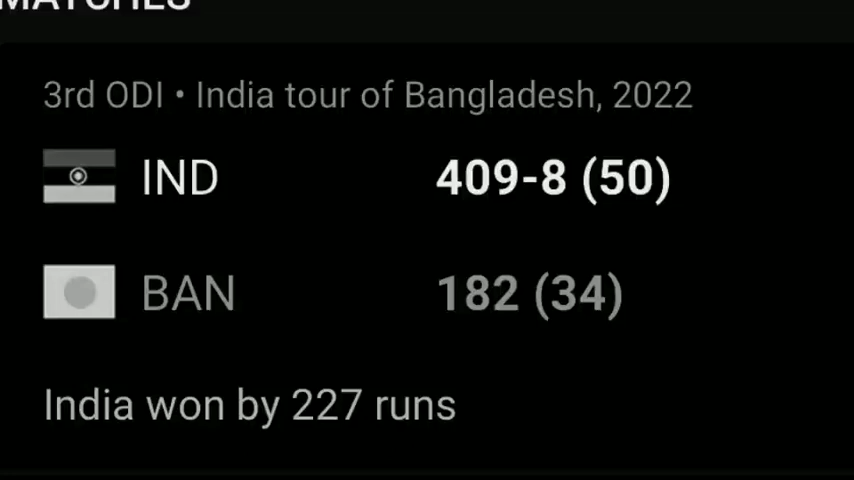 MATCHES
3rd ODI • India tour of Bangladesh, 2022
IND 409-8 (50)
BAN 182 (34)
India won by 227 runs